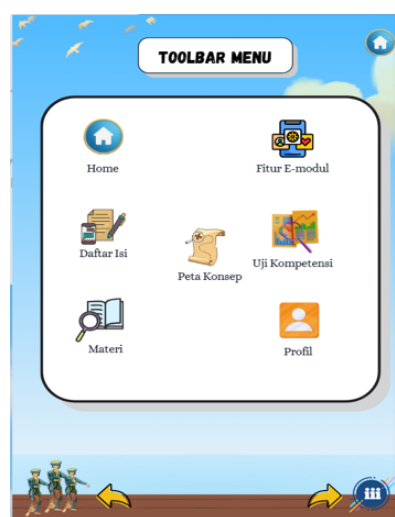 TOOLBAR MENU
Home
Fitur E-modul
Daftar Isi
Peta Konsep
Uji Kompetensi
Materi
Profil